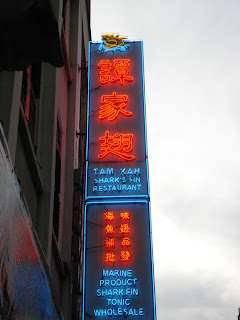 譚家翅
TAM KAH
SHARK'S FIN
RESTAURANT
海味
魚翅
補品
批發
MARINE
PRODUCT
SHARK FIN
TONIC
WHOLESALE